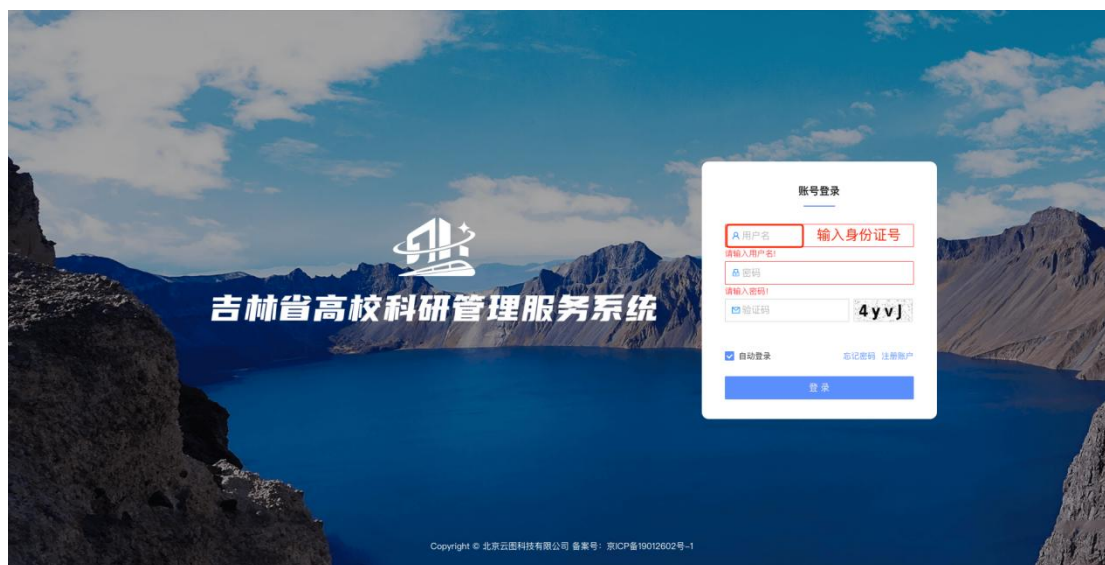 账号登录
用户名
输入身份证号
请输入用户名!
密码
请输入密码!
验证码
4yvJ
吉林省高校科研管理服务系统
自动登录
忘记密码 注册账户
登 录
Copyright © 北京云图科技有限公司 备案号：京ICP备19012602号-1